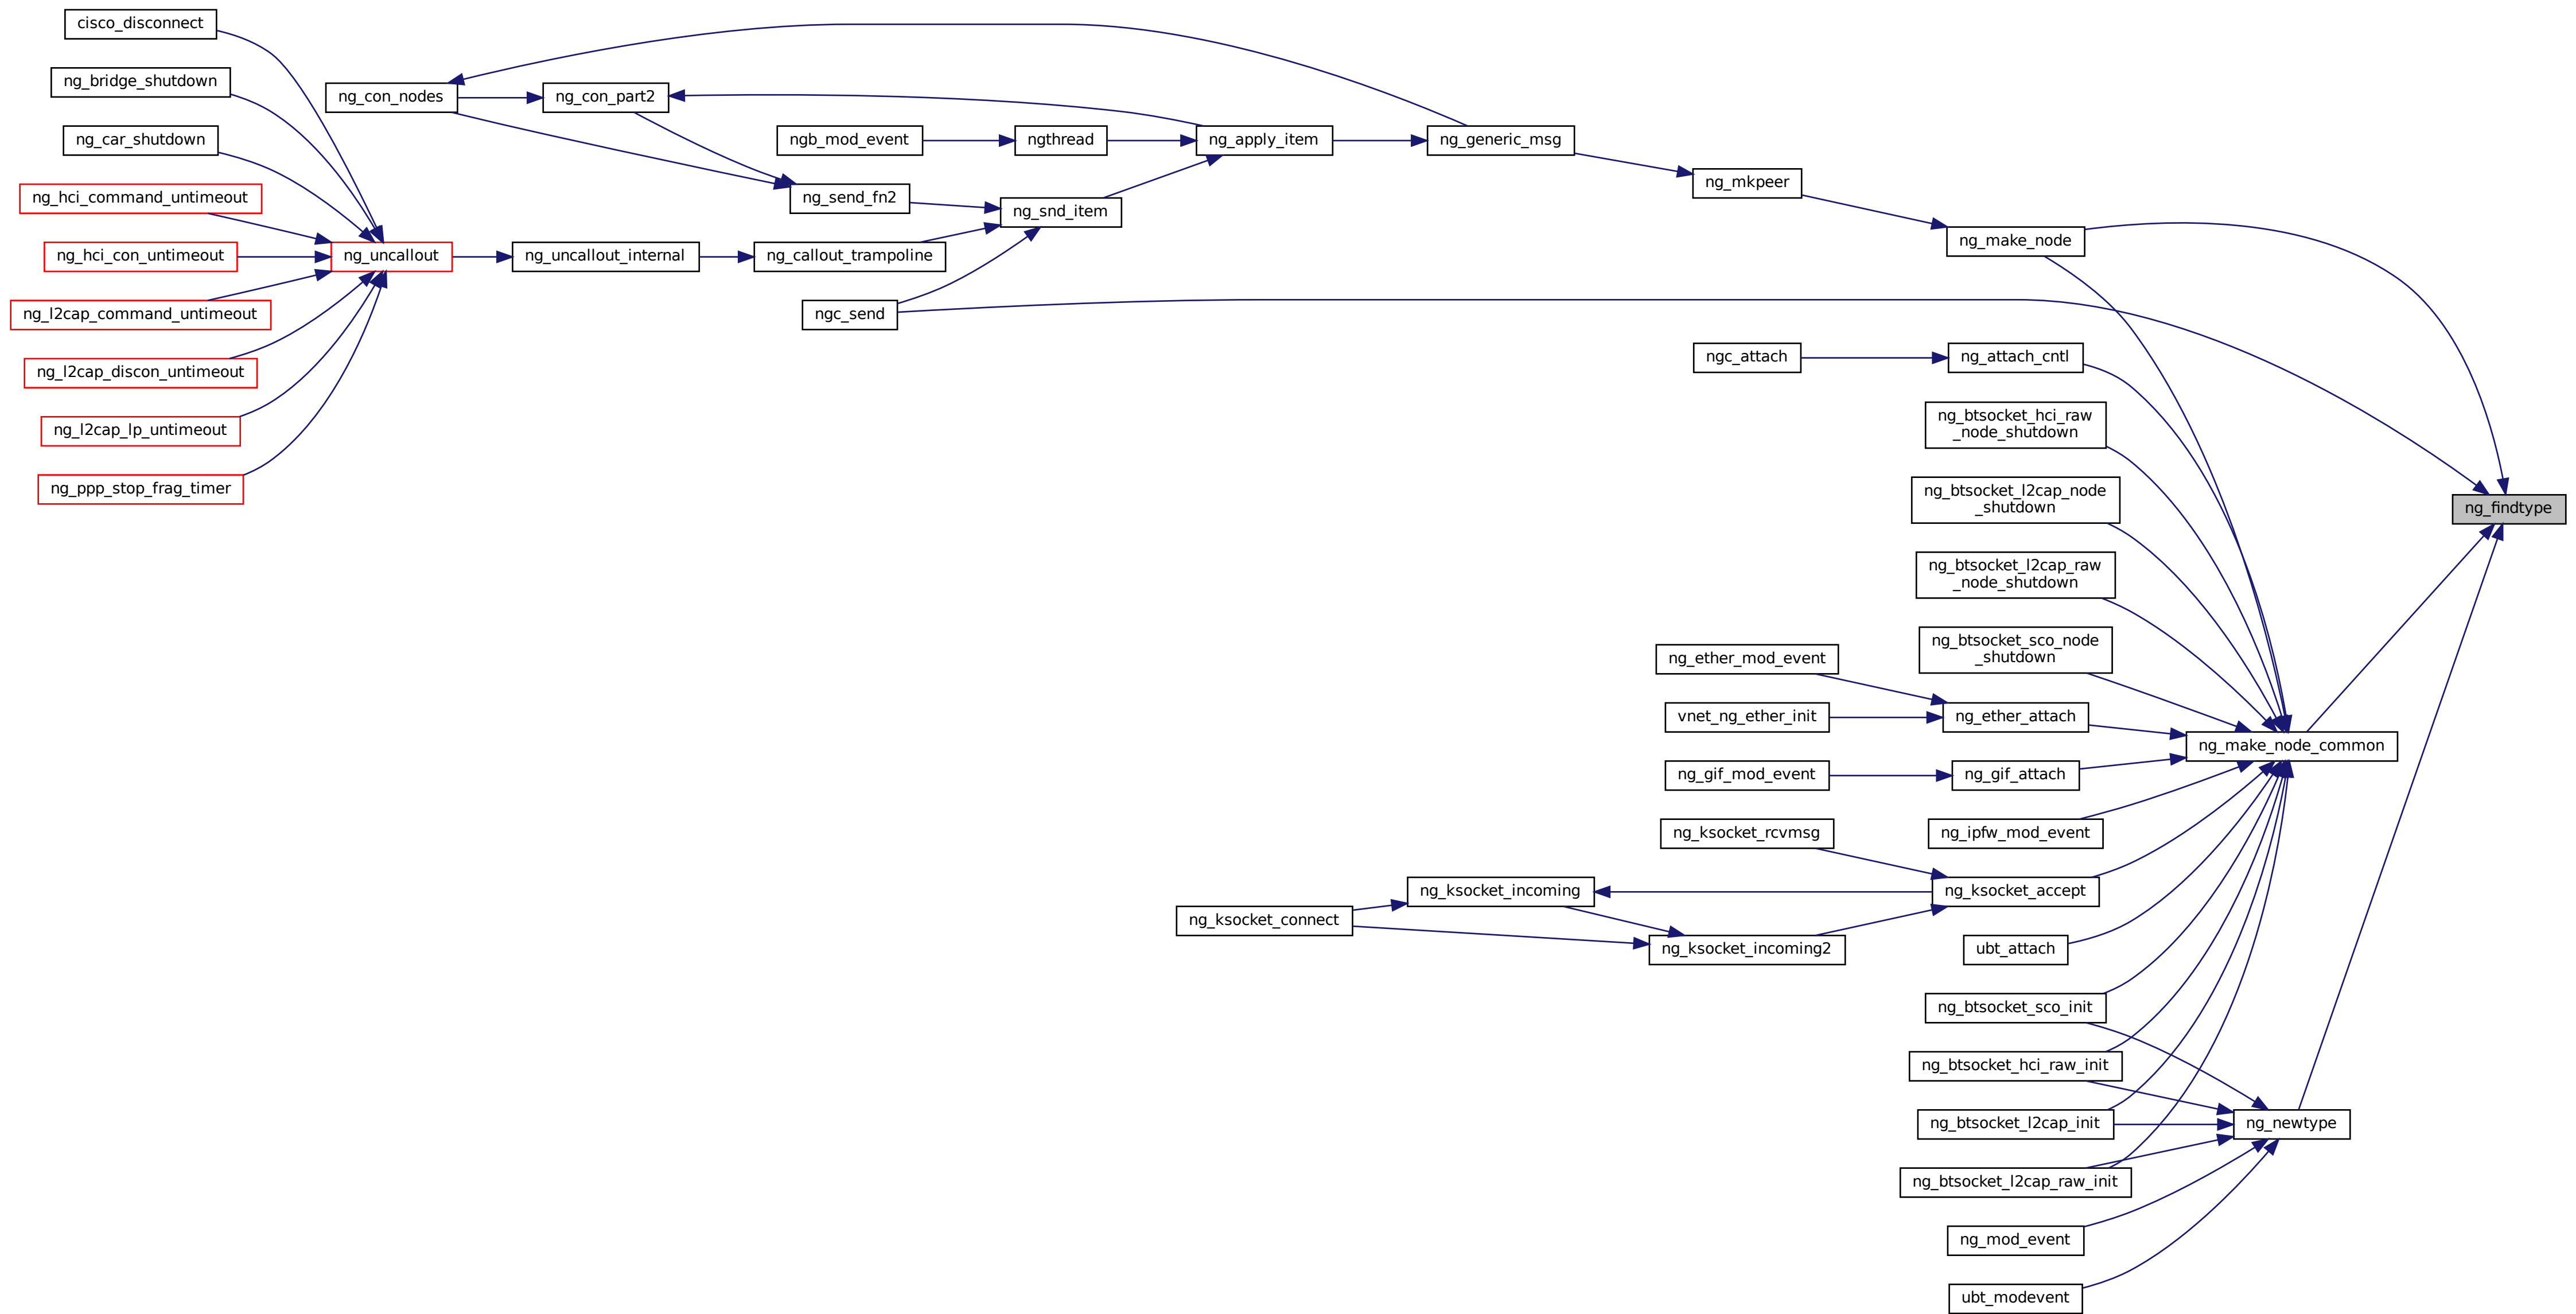 cisco_disconnect
ng_bridge_shutdown
ng_con_nodes
ng_con_part2
ng_car_shutdown
ngb_mod_event
ngthread
ng_apply_item
ng_generic_msg
ng_mkpeer
ng_hci_command_untimeout
ng_send_fn2
ng_snd_item
ng_make_node
ng_hci_con_untimeout
ng_uncallout
ng_uncallout_internal
ng_callout_trampoline
ng_l2cap_command_untimeout
ngc_send
ng_l2cap_discon_untimeout
ngc_attach
ng_attach_cntl
ng_l2cap_lp_untimeout
ng_btsocket_hci_raw
_node_shutdown
ng_ppp_stop_frag_timer
ng_btsocket_l2cap_node
_shutdown
ng_findtype
ng_btsocket_l2cap_raw
_node_shutdown
ng_btsocket_sco_node
_shutdown
ng_ether_mod_event
vnet_ng_ether_init
ng_ether_attach
ng_make_node_common
ng_gif_mod_event
ng_gif_attach
ng_ksocket_rcvmsg
ng_ipfw_mod_event
ng_ksocket_incoming
ng_ksocket_accept
ng_ksocket_connect
ng_ksocket_incoming2
ubt_attach
ng_btsocket_sco_init
ng_btsocket_hci_raw_init
ng_btsocket_l2cap_init
ng_newtype
ng_btsocket_l2cap_raw_init
ng_mod_event
ubt_modevent